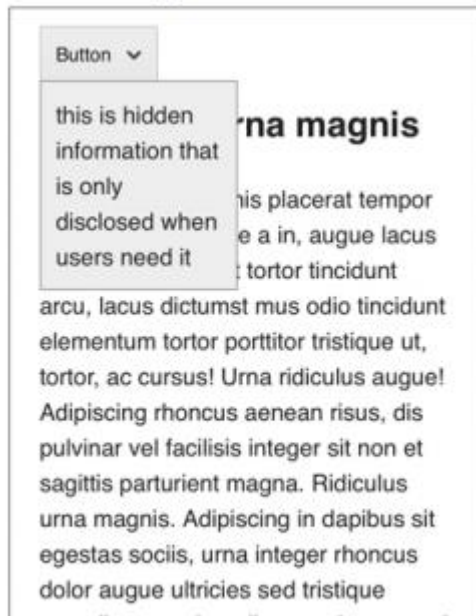 Button
this is hidden
information that
is only
disclosed when
users need it
rna magnis
is placerat tempor
e a in, augue lacus
tortor tincidunt
arcu, lacus dictumst mus odio tincidunt
elementum tortor porttitor tristique ut,
tortor, ac cursus! Urna ridiculus augue!
Adipiscing rhoncus aenean risus, dis
pulvinar vel facilisis integer sit non et
sagittis parturient magna. Ridiculus
urna magnis. Adipiscing in dapibus sit
egestas sociis, urna integer rhoncus
dolor augue ultricies sed tristique